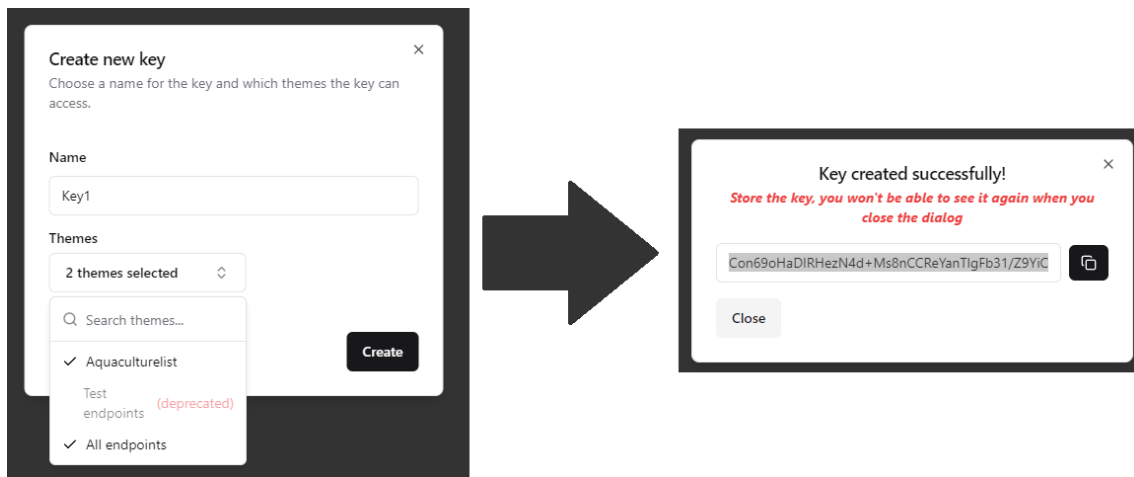 Create new key
Choose a name for the key and which themes the key can
access.
Name
Key1
Themes
2 themes selected
Search themes...
Aquaculturelist
Test
endpoints
(deprecated)
All endpoints
Create
Key created successfully!
Store the key, you won't be able to see it again when you
close the dialog
Con69oHaDIRHezN4d+Ms8nCCReYanTIgFb31/Z9YiC
Close